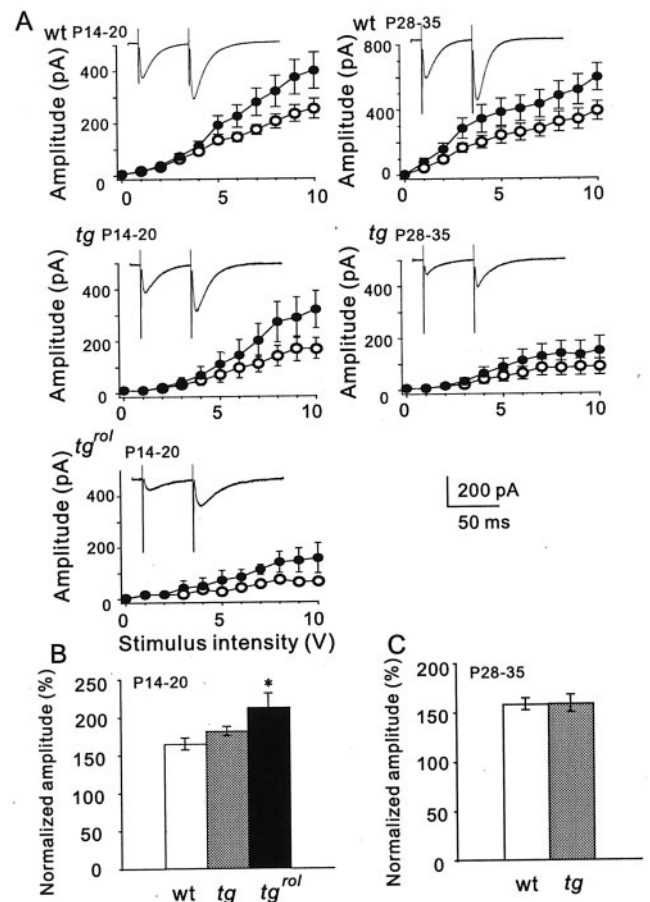 A
wt P14-20
wt P28-35
Amplitude (pA)
400
200
0
0 5 10
Amplitude (pA)
800
400
0
0 5 10
tg P14-20
tg P28-35
Amplitude (pA)
400
200
0
0 5 10
Amplitude (pA)
400
200
0
0 5 10
tg^rol P14-20
Amplitude (pA)
400
200
0
0 5 10
Stimulus intensity (V)
200 pA
50 ms
B
P14-20
Normalized amplitude (%)
250
200
150
100
50
0
*
wt tg tg^rol
C
P28-35
Normalized amplitude (%)
200
150
100
50
0
wt tg